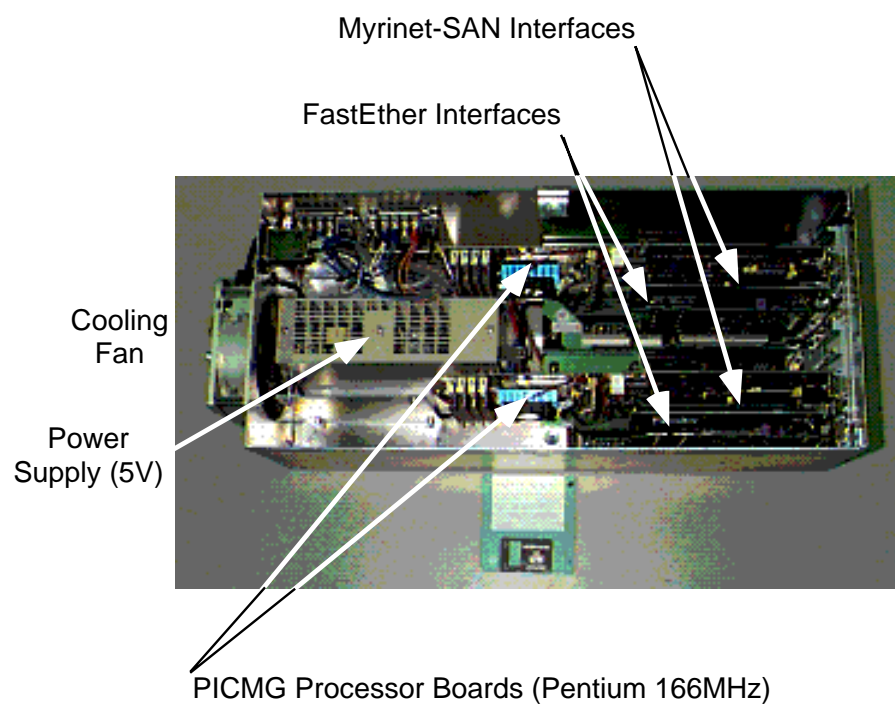 Myrinet-SAN Interfaces
FastEther Interfaces
Cooling
Fan
Power
Supply (5V)
PICMG Processor Boards (Pentium 166MHz)